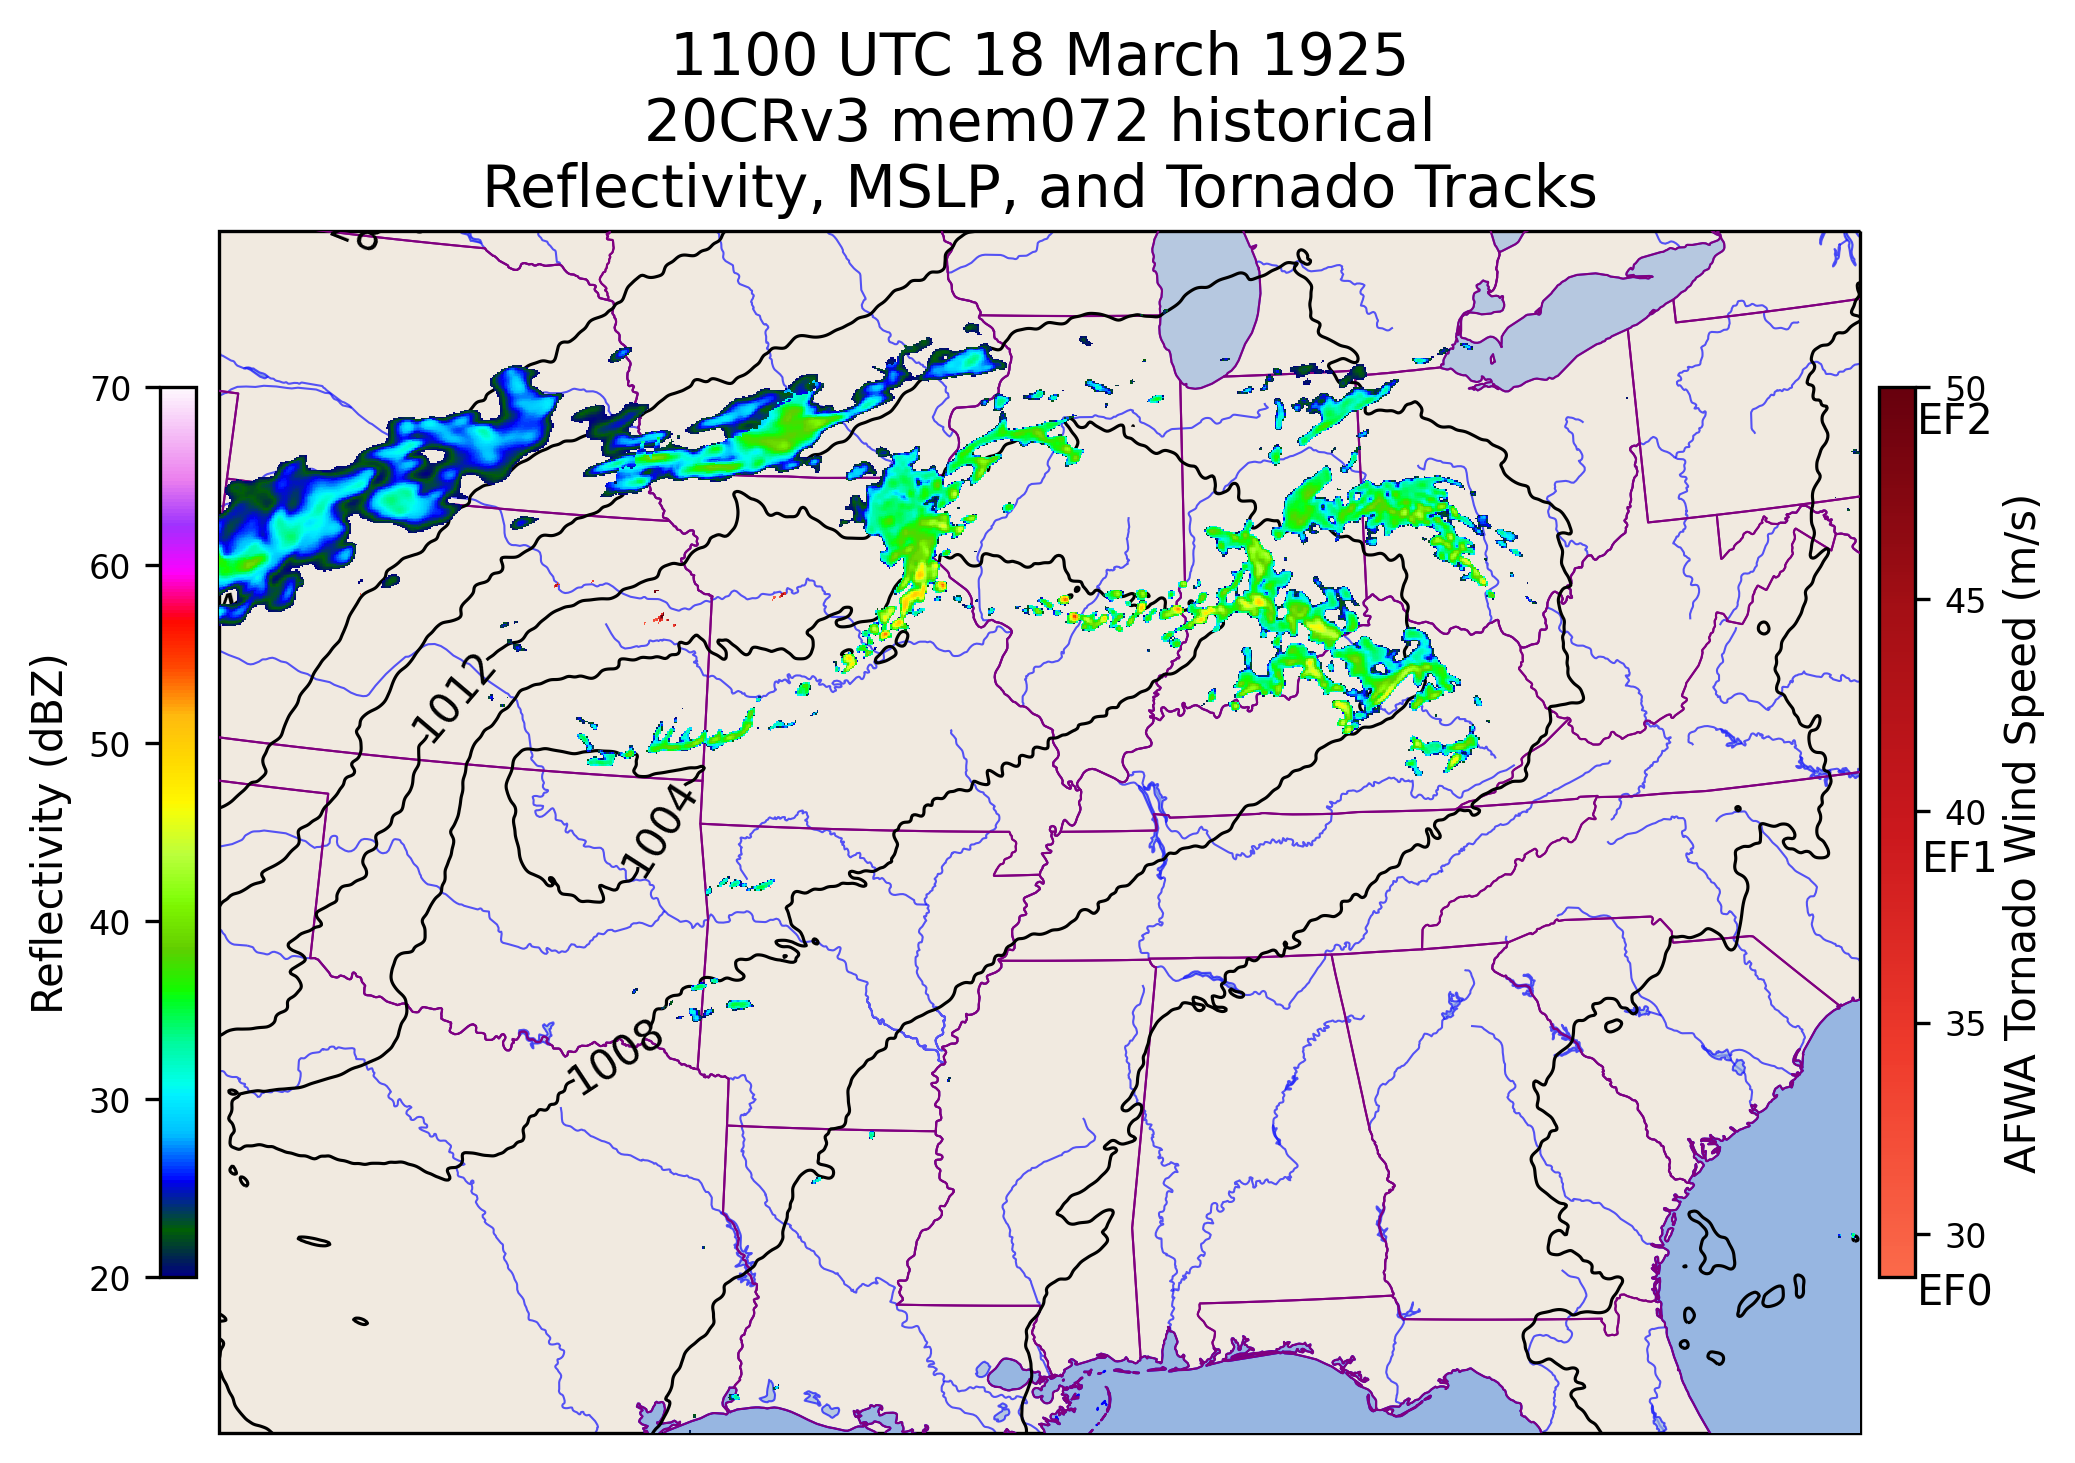 1100 UTC 18 March 1925
20CRv3 mem072 historical
Reflectivity, MSLP, and Tornado Tracks
70
60
50
40
30
20
Reflectivity (dBZ)
1012
1004
1008
50
EF2
45
40
EF1
35
30
EF0
AFWA Tornado Wind Speed (m/s)